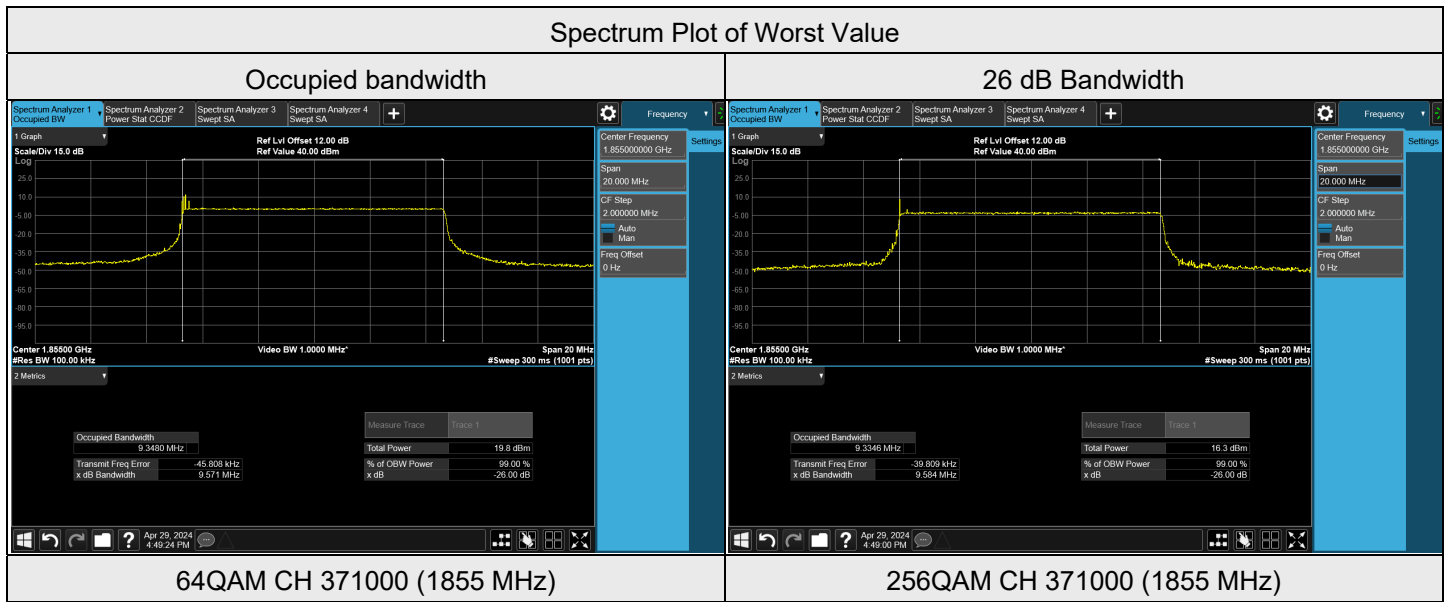 Spectrum Plot of Worst Value
Occupied bandwidth
26 dB Bandwidth
Spectrum Analyzer 1
Occupied BW
Spectrum Analyzer 2
Power Stat CCDF
Spectrum Analyzer 3
Swept SA
Spectrum Analyzer 4
Swept SA
Frequency
1 Graph
Scale/Div 15.0 dB
Log
Ref Lvl Offset 12.00 dB
Ref Value 40.00 dBm
25.0
10.0
-5.00
-20.0
-35.0
-50.0
-65.0
-80.0
-95.0
Center 1.85500 GHz
#Res BW 100.00 kHz
Video BW 1.0000 MHz*
Span 20 MHz
#Sweep 300 ms (1001 pts)
Center Frequency
1.855000000 GHz
Settings
Span
20.000 MHz
CF Step
2.000000 MHz
Auto
Man
Freq Offset
0 Hz
2 Metrics
Measure Trace Trace 1
Occupied Bandwidth
9.3480 MHz
Total Power 19.8 dBm
Transmit Freq Error -45.808 kHz
% of OBW Power 99.00 %
x dB Bandwidth 9.571 MHz
x dB -26.00 dB
? Apr 29, 2024
4:49:24 PM
Spectrum Analyzer 1
Occupied BW
Spectrum Analyzer 2
Power Stat CCDF
Spectrum Analyzer 3
Swept SA
Spectrum Analyzer 4
Swept SA
Frequency
1 Graph
Scale/Div 15.0 dB
Log
Ref Lvl Offset 12.00 dB
Ref Value 40.00 dBm
25.0
10.0
-5.00
-20.0
-35.0
-50.0
-65.0
-80.0
-95.0
Center 1.85500 GHz
#Res BW 100.00 kHz
Video BW 1.0000 MHz*
Span 20 MHz
#Sweep 300 ms (1001 pts)
Center Frequency
1.855000000 GHz
Settings
Span
20.000 MHz
CF Step
2.000000 MHz
Auto
Man
Freq Offset
0 Hz
2 Metrics
Measure Trace Trace 1
Occupied Bandwidth
9.3346 MHz
Total Power 16.3 dBm
Transmit Freq Error -39.809 kHz
% of OBW Power 99.00 %
x dB Bandwidth 9.584 MHz
x dB -26.00 dB
? Apr 29, 2024
4:49:00 PM
64QAM CH 371000 (1855 MHz)
256QAM CH 371000 (1855 MHz)